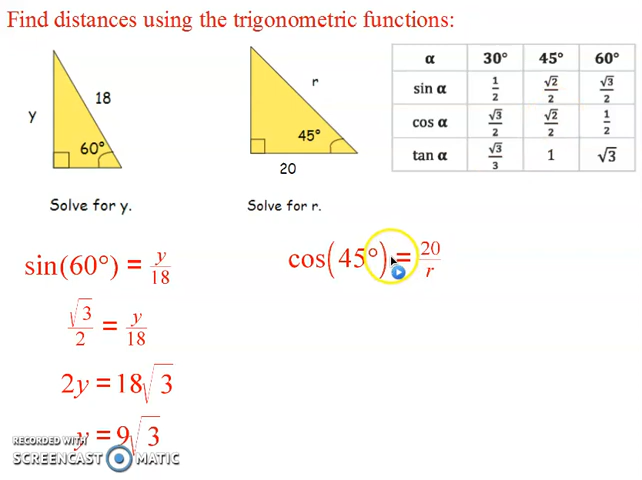 Find distances using the trigonometric functions:
y
18
60°
Solve for y.
r
45°
20
Solve for r.
α 30° 45° 60°
sin α 1/2 √2/2 √3/2
cos α √3/2 √2/2 1/2
tan α √3/3 1 √3
sin(60°) = y/18
√3/2 = y/18
2y = 18√3
y = 9√3
cos(45°) = 20/r
RECORDED WITH
SCREENCAST MATIC